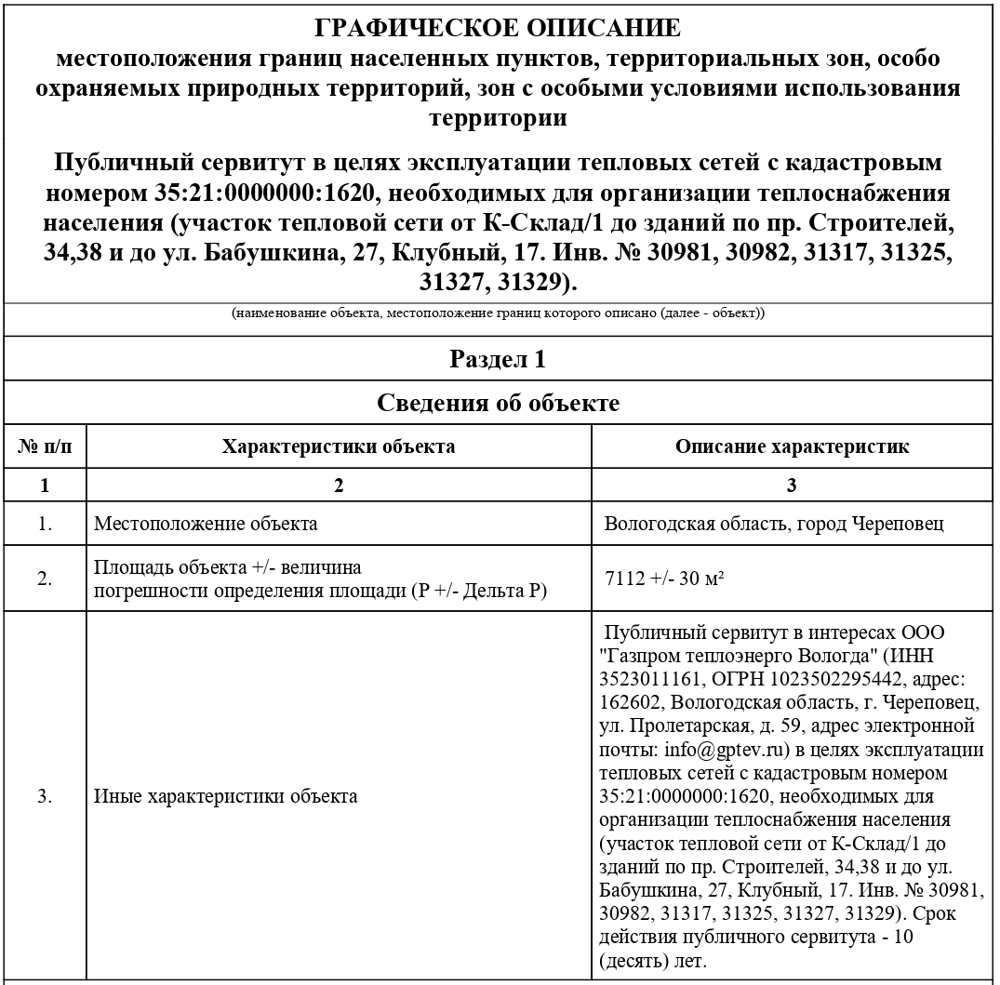 ГРАФИЧЕСКОЕ ОПИСАНИЕ
местоположения границ населенных пунктов, территориальных зон, особо
охраняемых природных территорий, зон с особыми условиями использования
территории
Публичный сервитут в целях эксплуатации тепловых сетей с кадастровым
номером 35:21:0000000:1620, необходимых для организации теплоснабжения
населения (участок тепловой сети от К-Склад/1 до зданий по пр. Строителей,
34,38 и до ул. Бабушкина, 27, Клубный, 17. Инв. № 30981, 30982, 31317, 31325,
31327, 31329).
(наименование объекта, местоположение границ которого описано (далее - объект))
Раздел 1
Сведения об объекте
№ п/п Характеристики объекта Описание характеристик
1 2 3
1. Местоположение объекта Вологодская область, город Череповец
2. Площадь объекта +/- величина
погрешности определения площади (Р +/- Дельта Р) 7112 +/- 30 м²
3. Иные характеристики объекта
Публичный сервитут в интересах ООО
"Газпром теплоэнерго Вологда" (ИНН
3523011161, ОГРН 1023502295442, адрес:
162602, Вологодская область, г. Череповец,
ул. Пролетарская, д. 59, адрес электронной
почты: info@gptev.ru) в целях эксплуатации
тепловых сетей с кадастровым номером
35:21:0000000:1620, необходимых для
организации теплоснабжения населения
(участок тепловой сети от К-Склад/1 до
зданий по пр. Строителей, 34,38 и до ул.
Бабушкина, 27, Клубный, 17. Инв. № 30981,
30982, 31317, 31325, 31327, 31329). Срок
действия публичного сервитута - 10
(десять) лет.